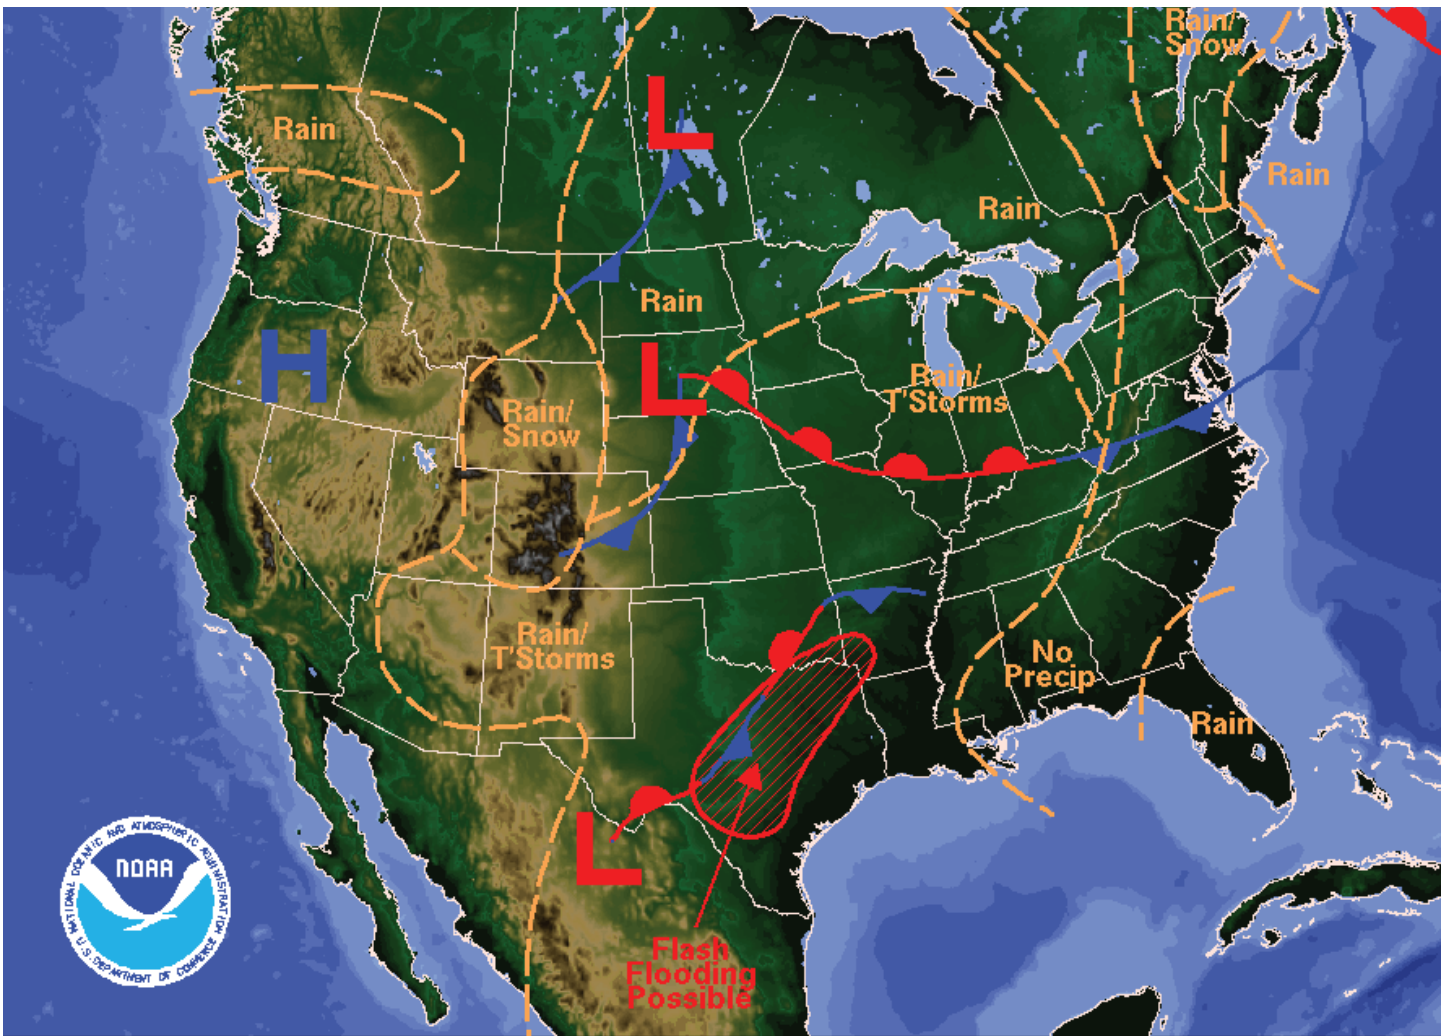 Rain/
Snow
Rain
L
Rain
Rain
Rain
H
L
Rain/
T'Storms
Rain/
Snow
Rain/
T'Storms
No
Precip
Rain
L
Flash
Flooding
Possible
NOAA
NATIONAL OCEANIC AND ATMOSPHERIC ADMINISTRATION
U.S. DEPARTMENT OF COMMERCE